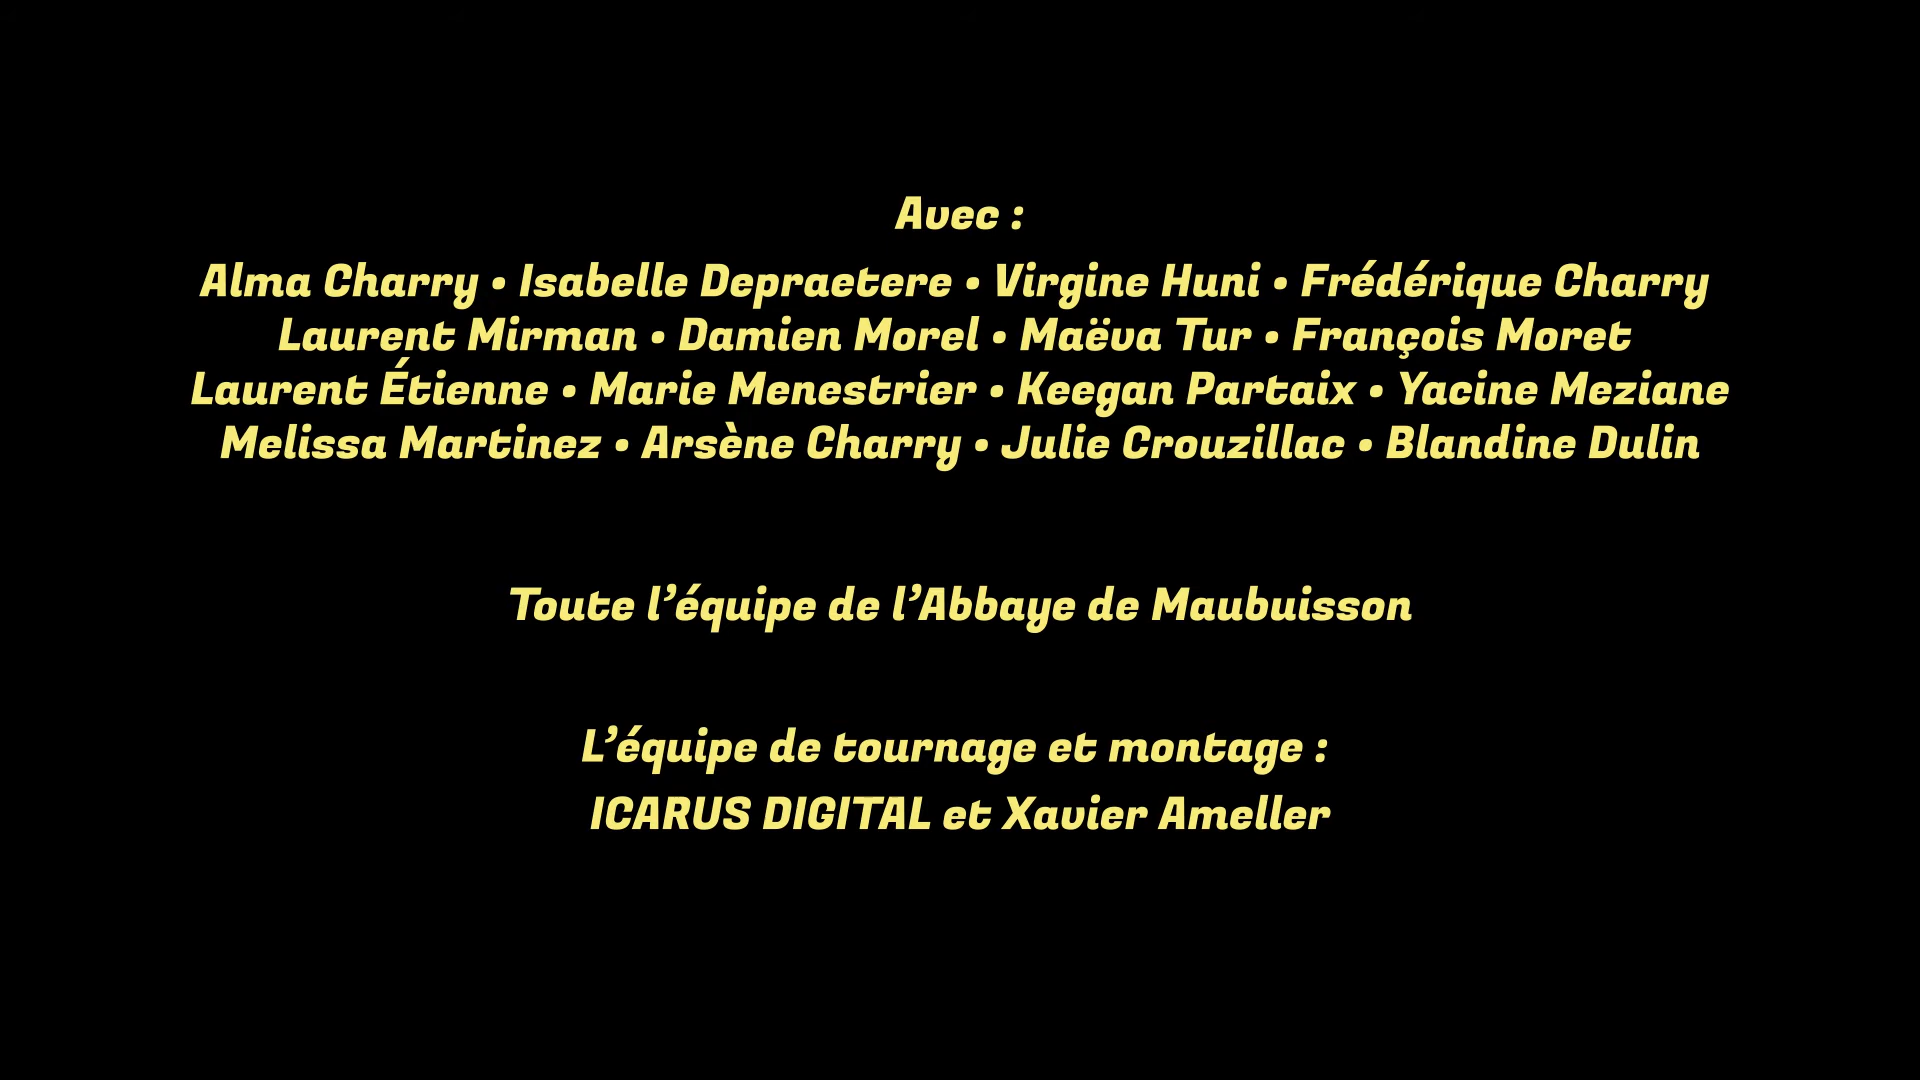 Avec :
Alma Charry • Isabelle Depraetere • Virgine Huni • Frédérique Charry
Laurent Mirman • Damien Morel • Maëva Tur • François Moret
Laurent Étienne • Marie Menestrier • Keegan Partaix • Yacine Meziane
Melissa Martinez • Arsène Charry • Julie Crouzillac • Blandine Dulin
Toute l’équipe de l’Abbaye de Maubuisson
L’équipe de tournage et montage :
ICARUS DIGITAL et Xavier Ameller